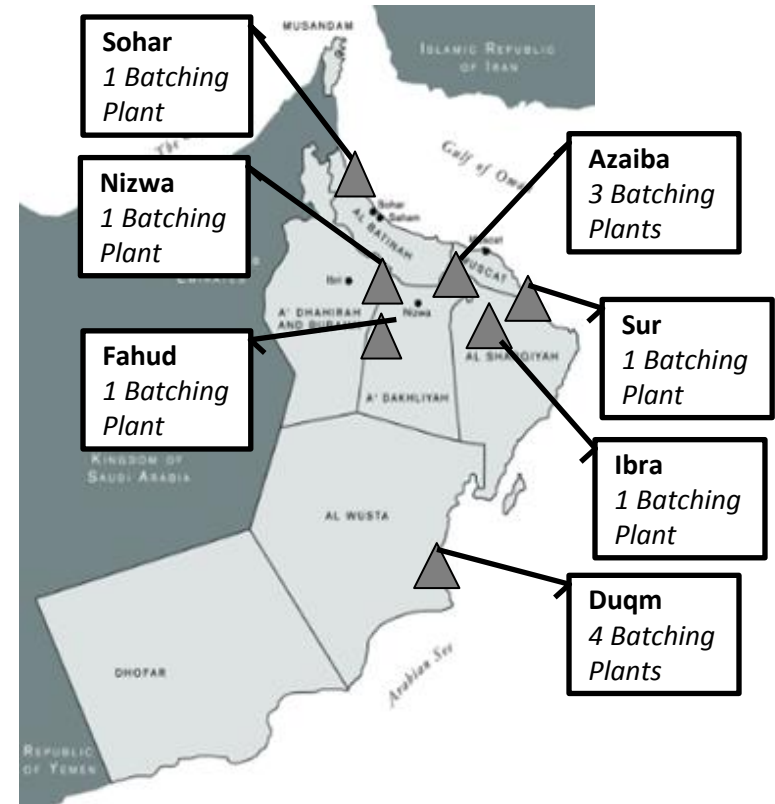 MUSANDAM
ISLAMIC REPUBLIC
OF IRAN
Sohar
1 Batching
Plant
The
Gulf of Oman
Azaiba
3 Batching
Plants
Nizwa
1 Batching
Plant
Sohar
Saham
AL BATINAH
Muscat
MUSCAT
Ibri
A' DHAHIRAH
AND BURAIMI
Nizwa
Sur
1 Batching
Plant
Fahud
1 Batching
Plant
AL SHARQIYAH
A' DAKHLIYAH
Ibra
1 Batching
Plant
KINGDOM OF
SAUDI ARABIA
AL WUSTA
Duqm
4 Batching
Plants
DHOFAR
Arabian Sea
REPUBLIC
OF YEMEN